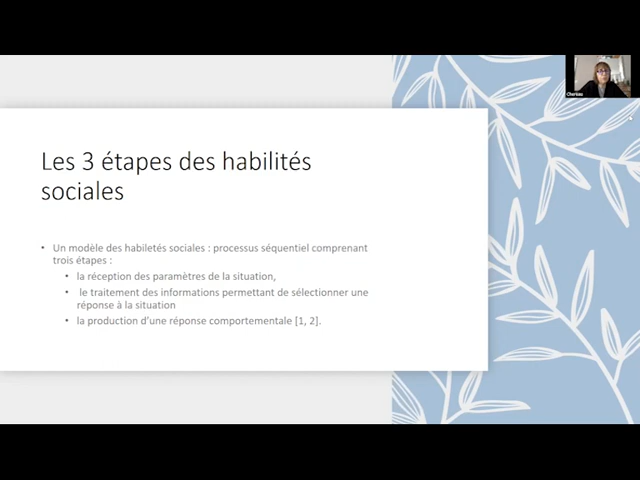 Les 3 étapes des habilités
sociales
• Un modèle des habiletés sociales : processus séquentiel comprenant
trois étapes :
• la réception des paramètres de la situation,
• le traitement des informations permettant de sélectionner une
réponse à la situation
• la production d'une réponse comportementale [1, 2].